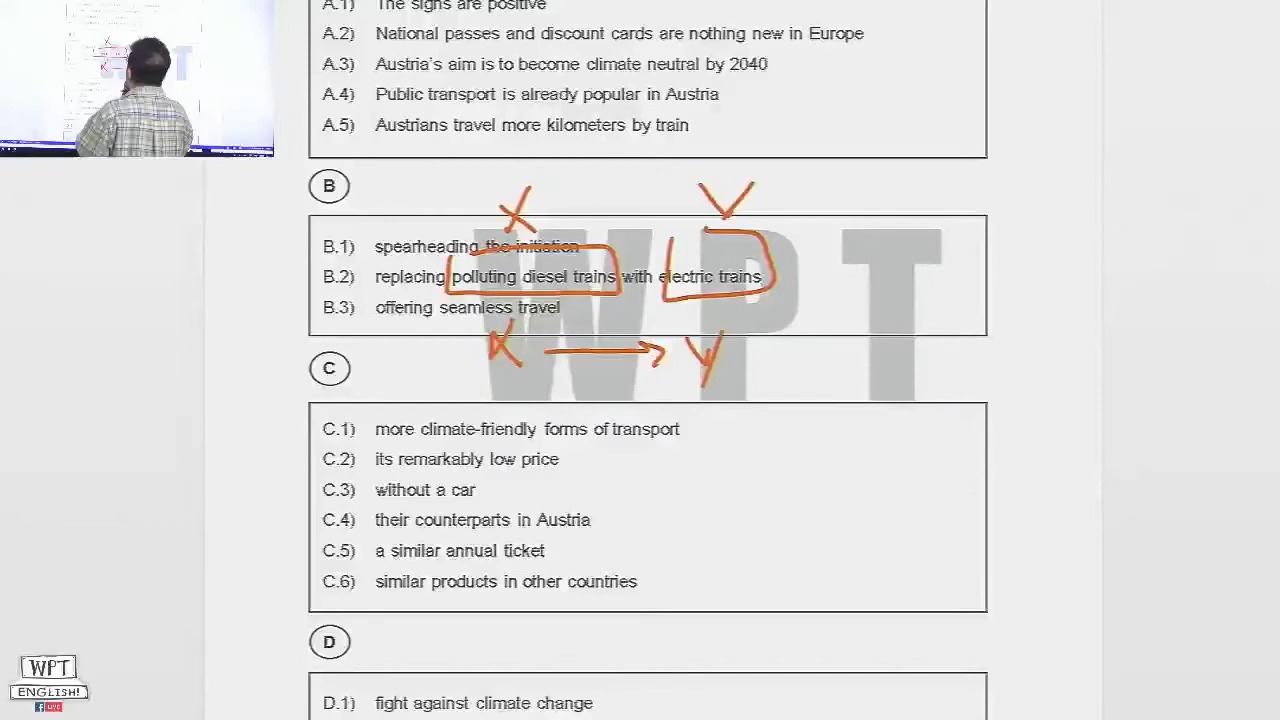 A.1) The signs are positive
A.2) National passes and discount cards are nothing new in Europe
A.3) Austria's aim is to become climate neutral by 2040
A.4) Public transport is already popular in Austria
A.5) Austrians travel more kilometers by train
B
X V
B.1) spearheading the initiation
B.2) replacing polluting diesel trains with electric trains
B.3) offering seamless travel
X → Y
WPT
C
C.1) more climate-friendly forms of transport
C.2) its remarkably low price
C.3) without a car
C.4) their counterparts in Austria
C.5) a similar annual ticket
C.6) similar products in other countries
D
D.1) fight against climate change
WPT
ENGLISH!
f LIVE